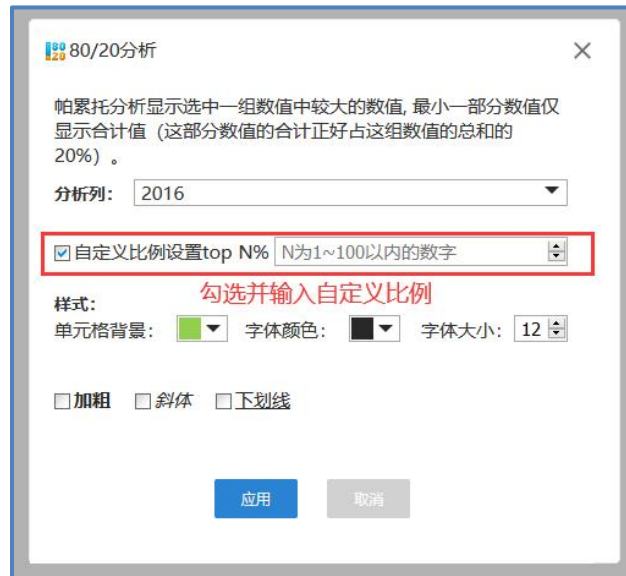 80
20 80/20分析
帕累托分析显示选中一组数值中较大的数值, 最小一部分数值仅
显示合计值（这部分数值的合计正好占这组数值的总和的
20%）。
分析列： 2016
自定义比例设置top N% N为1~100以内的数字
勾选并输入自定义比例
样式：
单元格背景： 字体颜色： 字体大小： 12
加粗 斜体 下划线
应用 取消